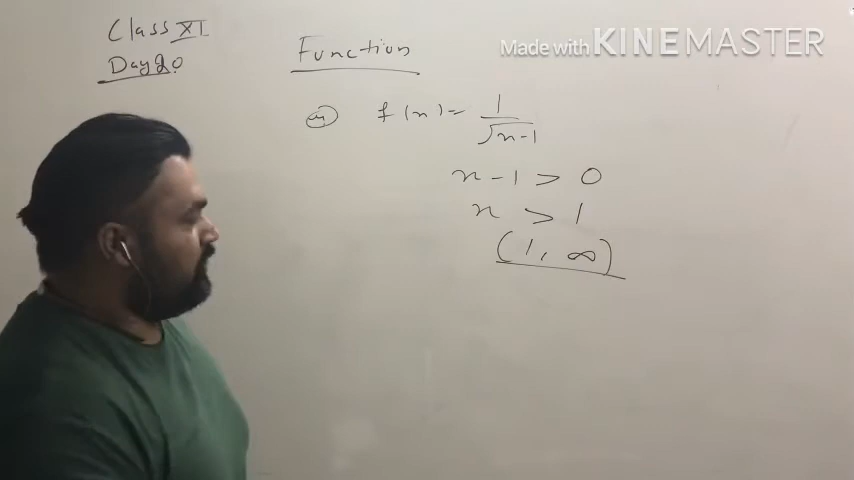 Class XI
Day 20
Function
Made with KINEMASTER
f(x) = 1/√x-1
x - 1 > 0
x > 1
(1, ∞)